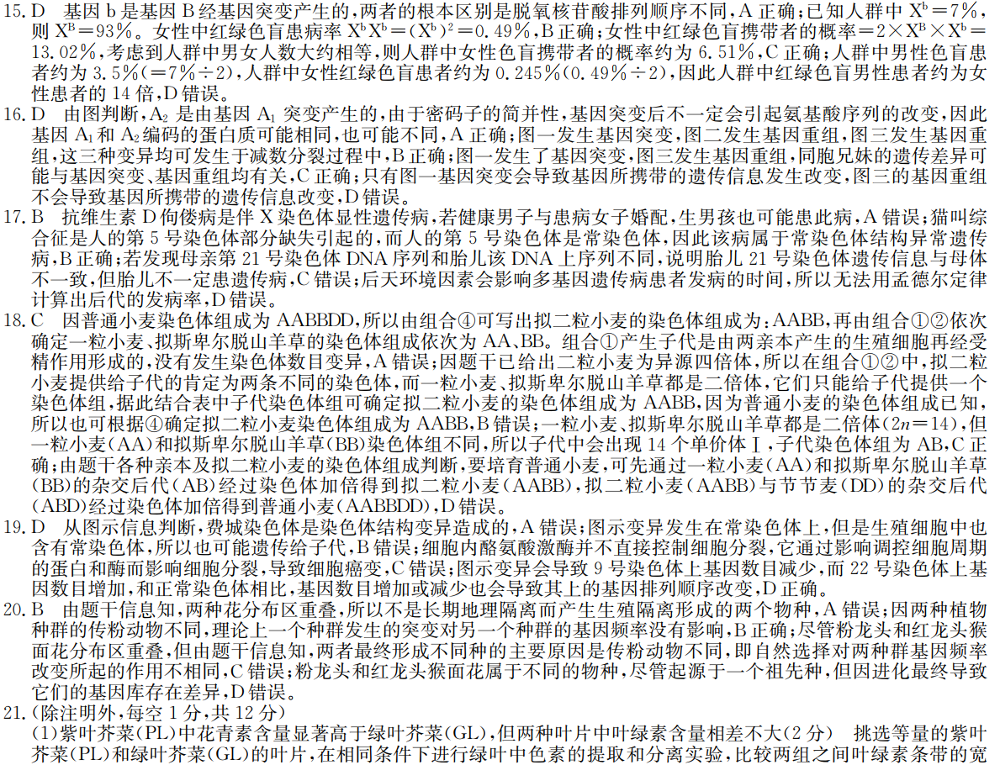 15. D 基因 b 是基因 B 经基因突变产生的,两者的根本区别是脱氧核苷酸排列顺序不同,A 正确;已知人群中 Xᵇ=7%,
则 Xᴮ=93%。女性中红绿色盲患病率 XᵇXᵇ=(Xᵇ)²=0.49%,B 正确;女性中红绿色盲携带者的概率=2×Xᴮ×Xᵇ=
13.02%,考虑到人群中男女人数大约相等,则人群中女性色盲携带者的概率约为 6.51%,C 正确;人群中男性色盲患
者约为 3.5%(=7%÷2),人群中女性红绿色盲患者约为 0.245%(0.49%÷2),因此人群中红绿色盲男性患者约为女
性患者的 14 倍,D 错误。
16. D 由图判断,A₂ 是由基因 A₁ 突变产生的,由于密码子的简并性,基因突变后不一定会引起氨基酸序列的改变,因此
基因 A₁和 A₂编码的蛋白质可能相同,也可能不同,A 正确;图一发生基因突变,图二发生基因重组,图三发生基因重
组,这三种变异均可发生于减数分裂过程中,B 正确;图一发生了基因突变,图三发生基因重组,同胞兄妹的遗传差异可
能与基因突变、基因重组均有关,C 正确;只有图一基因突变会导致基因所携带的遗传信息发生改变,图三的基因重组
不会导致基因所携带的遗传信息改变,D 错误。
17. B 抗维生素 D 佝偻病是伴 X 染色体显性遗传病,若健康男子与患病女子婚配,生男孩也可能患此病,A 错误;猫叫综
合征是人的第 5 号染色体部分缺失引起的,而人的第 5 号染色体是常染色体,因此该病属于常染色体结构异常遗传
病,B 正确;若发现母亲第 21 号染色体 DNA 序列和胎儿该 DNA 上序列不同,说明胎儿 21 号染色体遗传信息与母体
不一致,但胎儿不一定患遗传病,C 错误;后天环境因素会影响多基因遗传病患者发病的时间,所以无法用孟德尔定律
计算出后代的发病率,D 错误。
18. C 因普通小麦染色体组成为 AABBDD,所以由组合④可写出拟二粒小麦的染色体组成为:AABB,再由组合①②依次
确定一粒小麦、拟斯卑尔脱山羊草的染色体组成依次为 AA、BB。组合①产生子代是由两亲本产生的生殖细胞再经受
精作用形成的,没有发生染色体数目变异,A 错误;因题干已给出二粒小麦为异源四倍体,所以在组合①②中,拟二粒
小麦提供给子代的肯定为两条不同的染色体,而一粒小麦、拟斯卑尔脱山羊草都是二倍体,它们只能给子代提供一个
染色体组,据此结合表中子代染色体组可确定拟二粒小麦的染色体组成为 AABB,因为普通小麦的染色体组成已知,
所以也可根据④确定拟二粒小麦染色体组成为 AABB,B 错误;一粒小麦、拟斯卑尔脱山羊草都是二倍体(2n=14),但
一粒小麦(AA)和拟斯卑尔脱山羊草(BB)染色体组不同,所以子代中会出现 14 个单价体Ⅰ,子代染色体组为 AB,C 正
确;由题干各种亲本及拟二粒小麦的染色体组成判断,要培育普通小麦,可先通过一粒小麦(AA)和拟斯卑尔脱山羊草
(BB)的杂交后代(AB)经过染色体加倍得到拟二粒小麦(AABB),拟二粒小麦(AABB)与节节麦(DD)的杂交后代
(ABD)经过染色体加倍得到普通小麦(AABBDD),D 错误。
19. D 从图示信息判断,费城染色体是染色体结构变异造成的,A 错误;图示变异发生在常染色体上,但是生殖细胞中也
含有常染色体,所以也可能遗传给子代,B 错误;细胞内酪氨酸激酶并不直接控制细胞分裂,它通过影响调控细胞周期
的蛋白和酶而影响细胞分裂,导致细胞癌变,C 错误;图示变异会导致 9 号染色体上基因数目减少,而 22 号染色体上基
因数目增加,和正常染色体相比,基因数目增加或减少也会导致其上的基因排列顺序改变,D 正确。
20. B 由题干信息知,两种花分布区重叠,所以不是长期地理隔离而产生生殖隔离形成的两个物种,A 错误;因两种植物
种群的传粉动物不同,理论上一个种群发生的突变对另一个种群的基因频率没有影响,B 正确;尽管粉龙头和红龙头猴
面花分布区重叠,但由题干信息知,两者最终形成不同种的主要原因是传粉动物不同,即自然选择对两种群基因频率
改变所起的作用不相同,C 错误;粉龙头和红龙头猴面花属于不同的物种,尽管起源于一个祖先种,但因进化最终导致
它们的基因库存在差异,D 错误。
21. (除注明外,每空 1 分,共 12 分)
(1)紫叶芥菜(PL)中花青素含量显著高于绿叶芥菜(GL),但两种叶片中叶绿素含量相差不大(2 分) 挑选等量的紫叶
芥菜(PL)和绿叶芥菜(GL)的叶片,在相同条件下进行绿叶中色素的提取和分离实验,比较两组之间叶绿素条带的宽